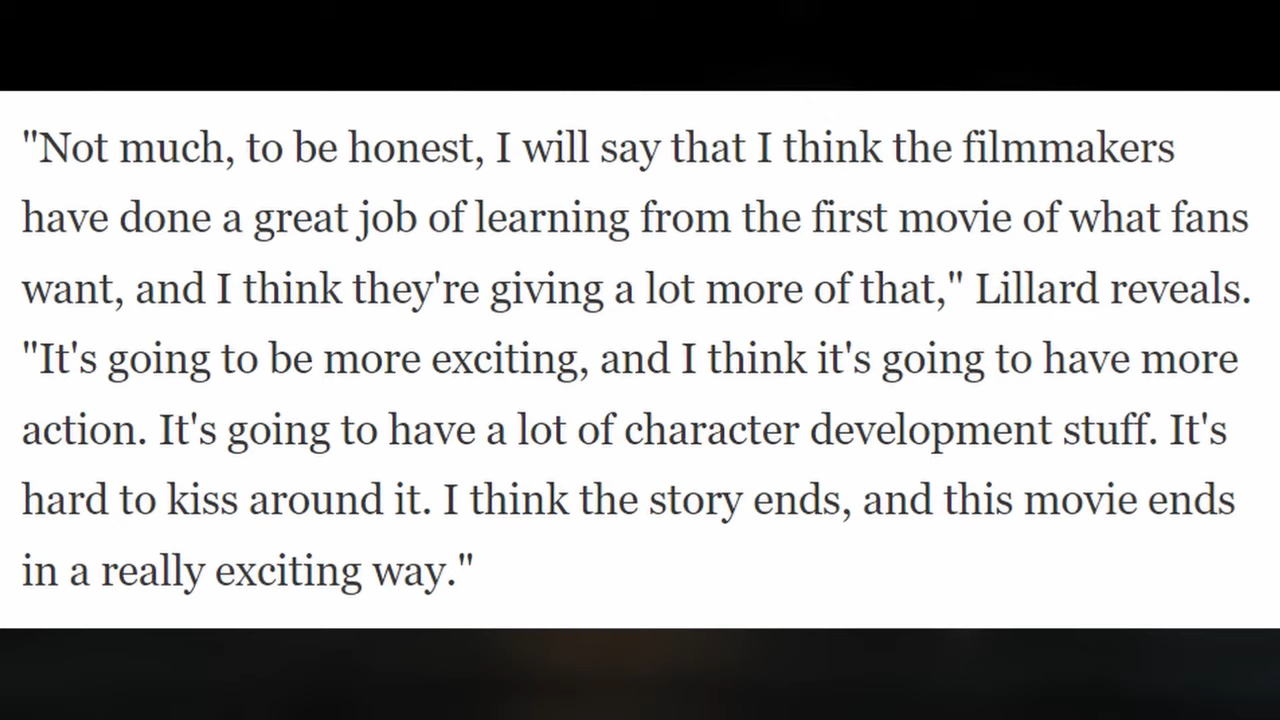 "Not much, to be honest, I will say that I think the filmmakers
have done a great job of learning from the first movie of what fans
want, and I think they're giving a lot more of that," Lillard reveals.
"It's going to be more exciting, and I think it's going to have more
action. It's going to have a lot of character development stuff. It's
hard to kiss around it. I think the story ends, and this movie ends
in a really exciting way."